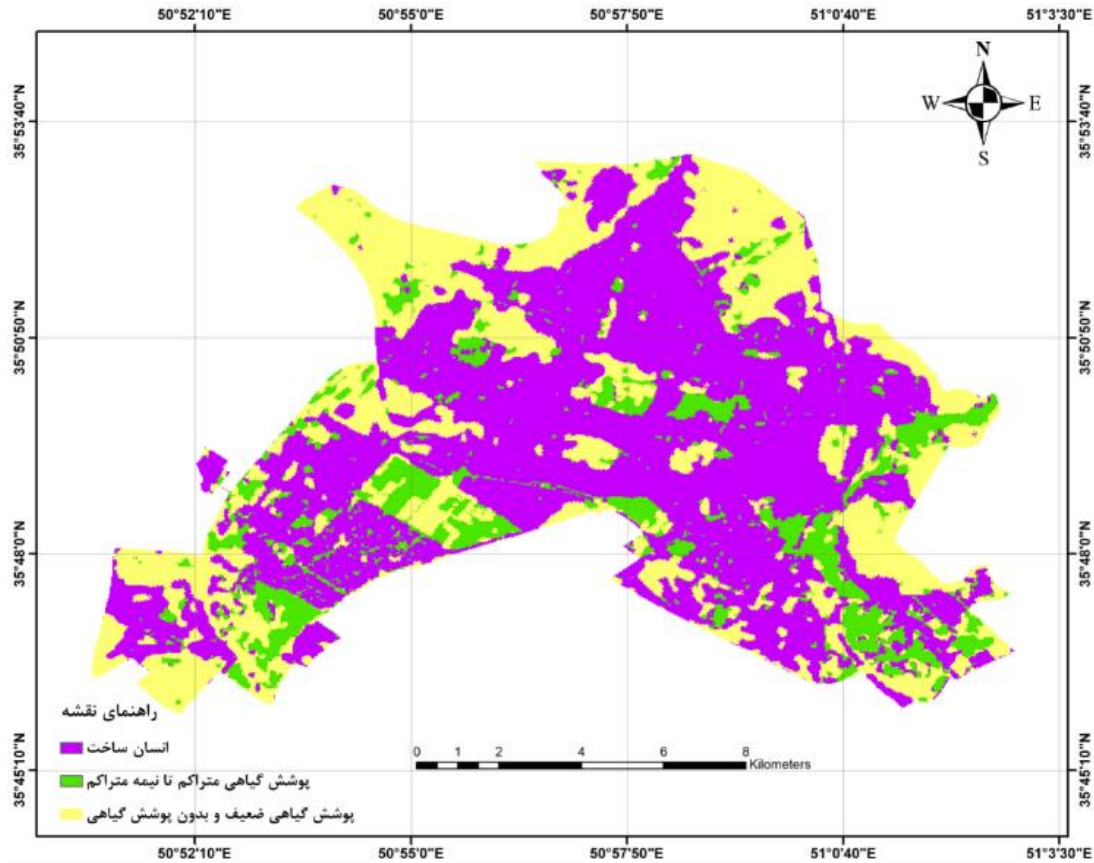 50°52'10"E 50°55'0"E 50°57'50"E 51°0'40"E 51°3'30"E
N
W E
S
35°53'40"N 35°53'40"N
35°50'50"N 35°50'50"N
35°48'0"N 35°48'0"N
35°45'10"N 35°45'10"N
راهنمای نقشه
انسان ساخت
پوشش گیاهی متراکم تا نیمه متراکم
پوشش گیاهی ضعیف و بدون پوشش گیاهی
0 1 2 4 6 8
Kilometers
50°52'10"E 50°55'0"E 50°57'50"E 51°0'40"E 51°3'30"E